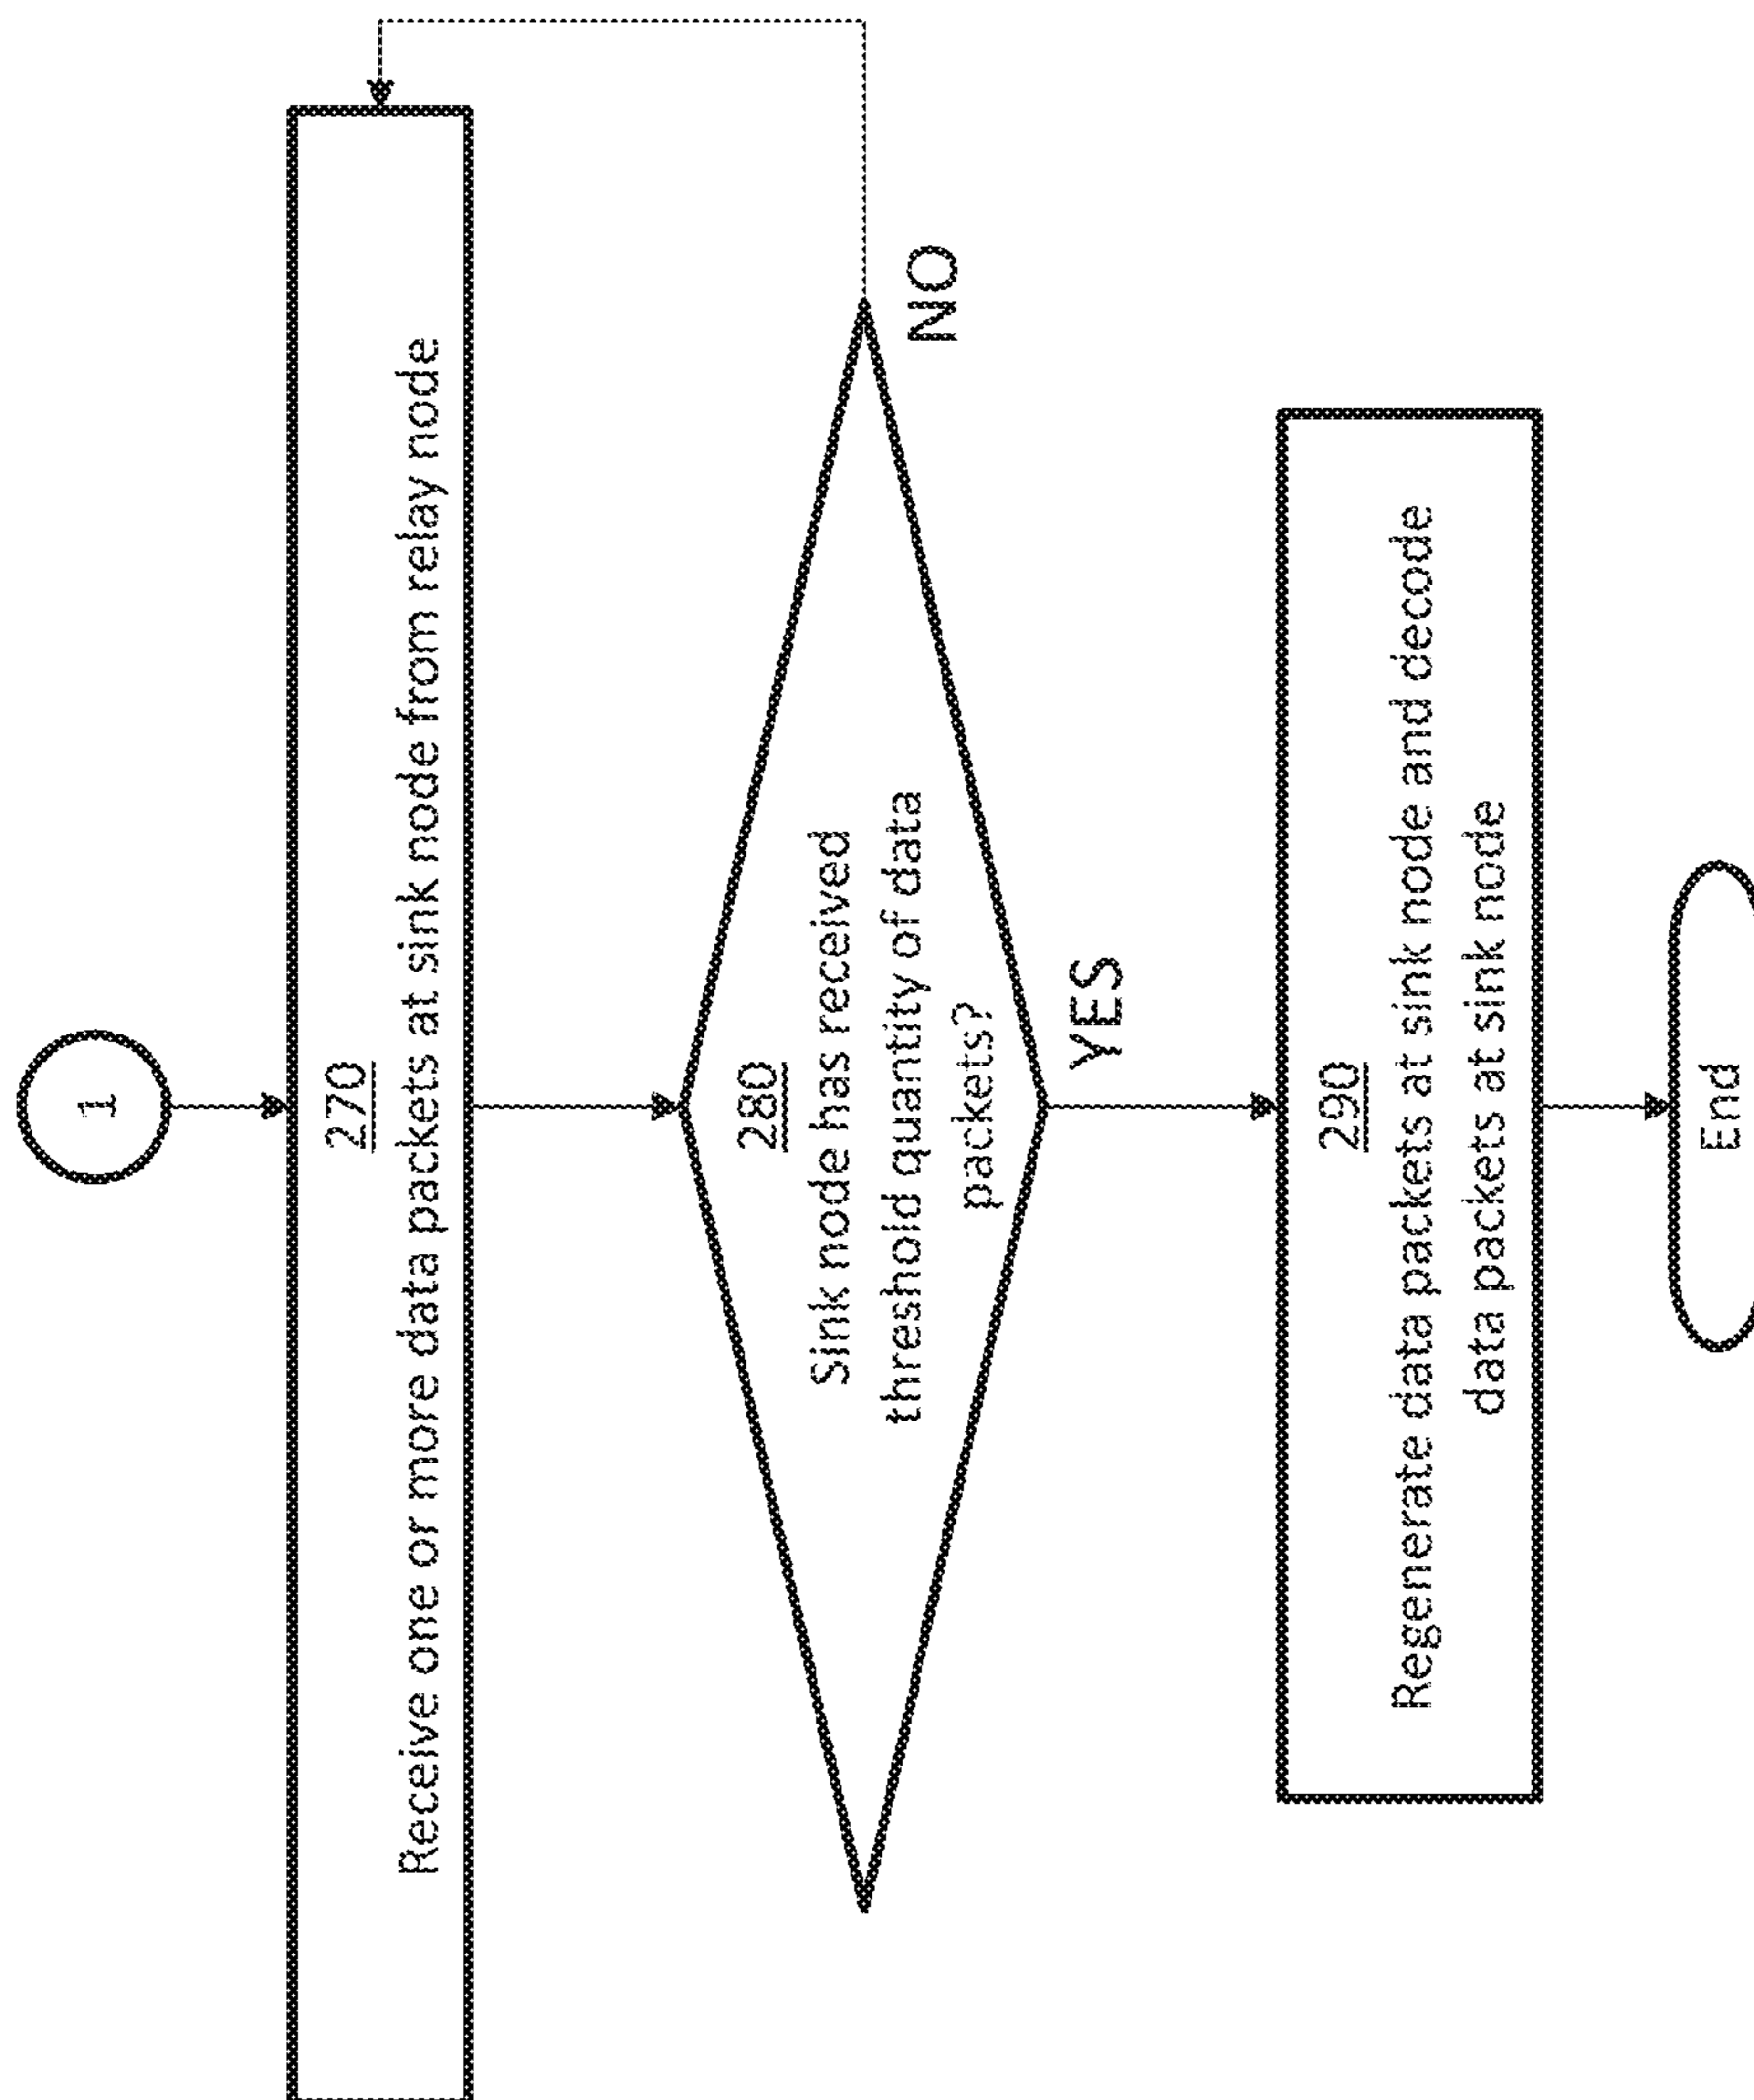 1
270
Receive one or more data packets at sink node from relay node
280
Sink node has received
threshold quantity of data
packets?
NO
YES
290
Regenerate data packets at sink node and decode
data packets at sink node
End